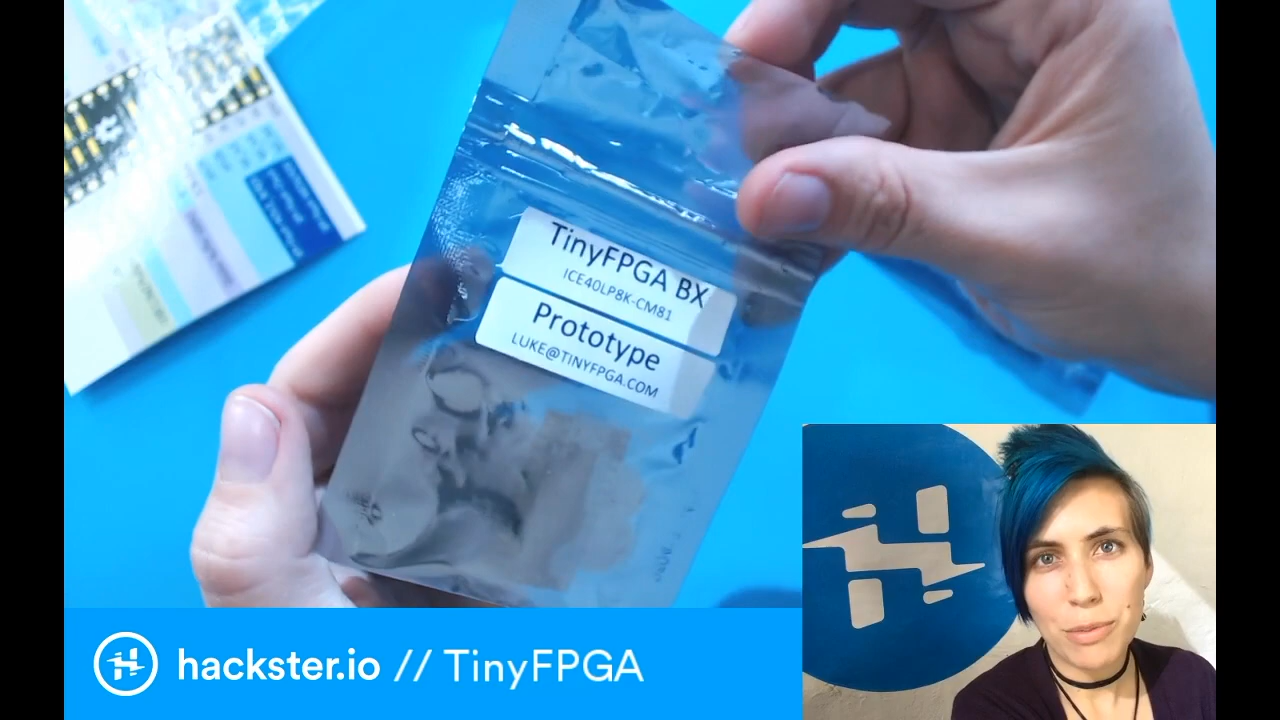 TinyFPGA BX
ICE40LP8K-CM81
Prototype
LUKE@TINYFPGA.COM
hackster.io // TinyFPGA